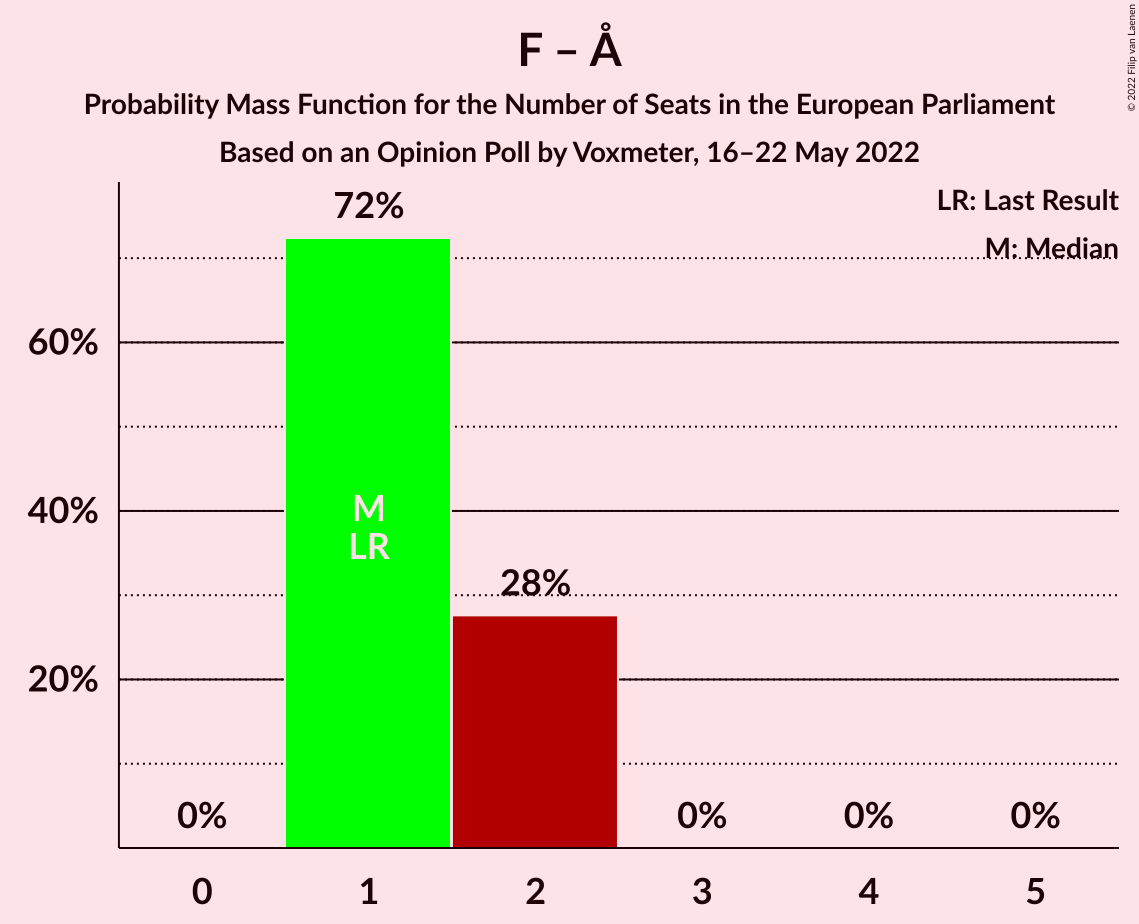 F – Å
Probability Mass Function for the Number of Seats in the European Parliament
Based on an Opinion Poll by Voxmeter, 16–22 May 2022
© 2022 Filip van Laenen
LR: Last Result
M: Median
72%
60%
40%
20%
M
LR
28%
0%
0%
0%
0%
0
1
2
3
4
5